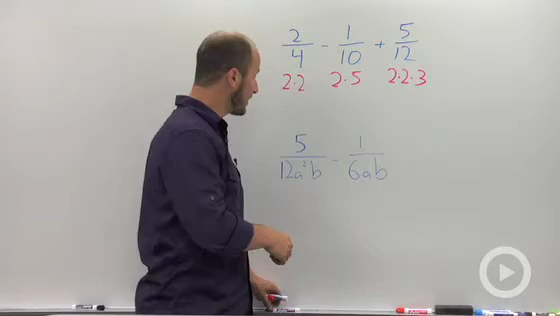 2/4 - 1/10 + 5/12
2·2 2·5 2·2·3
5/12a²b - 1/6ab